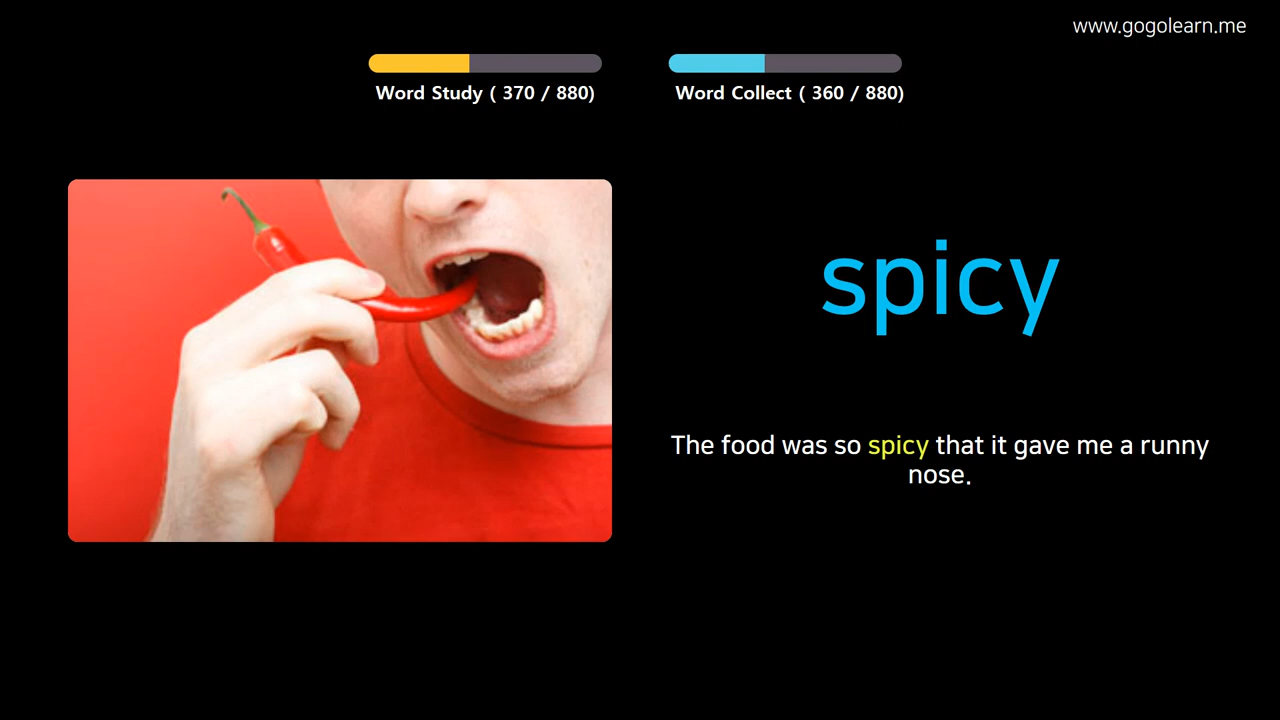 www.gogolearn.me
Word Study ( 370 / 880)
Word Collect ( 360 / 880)
spicy
The food was so spicy that it gave me a runny
nose.